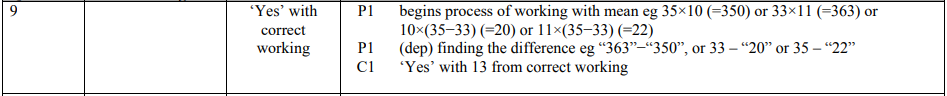 9 ‘Yes’ with P1 begins process of working with mean eg 35×10 (=350) or 33×11 (=363) or
correct 10×(35−33) (=20) or 11×(35−33) (=22)
working P1 (dep) finding the difference eg “363”–“350”, or 33 – “20” or 35 – “22”
C1 ‘Yes’ with 13 from correct working